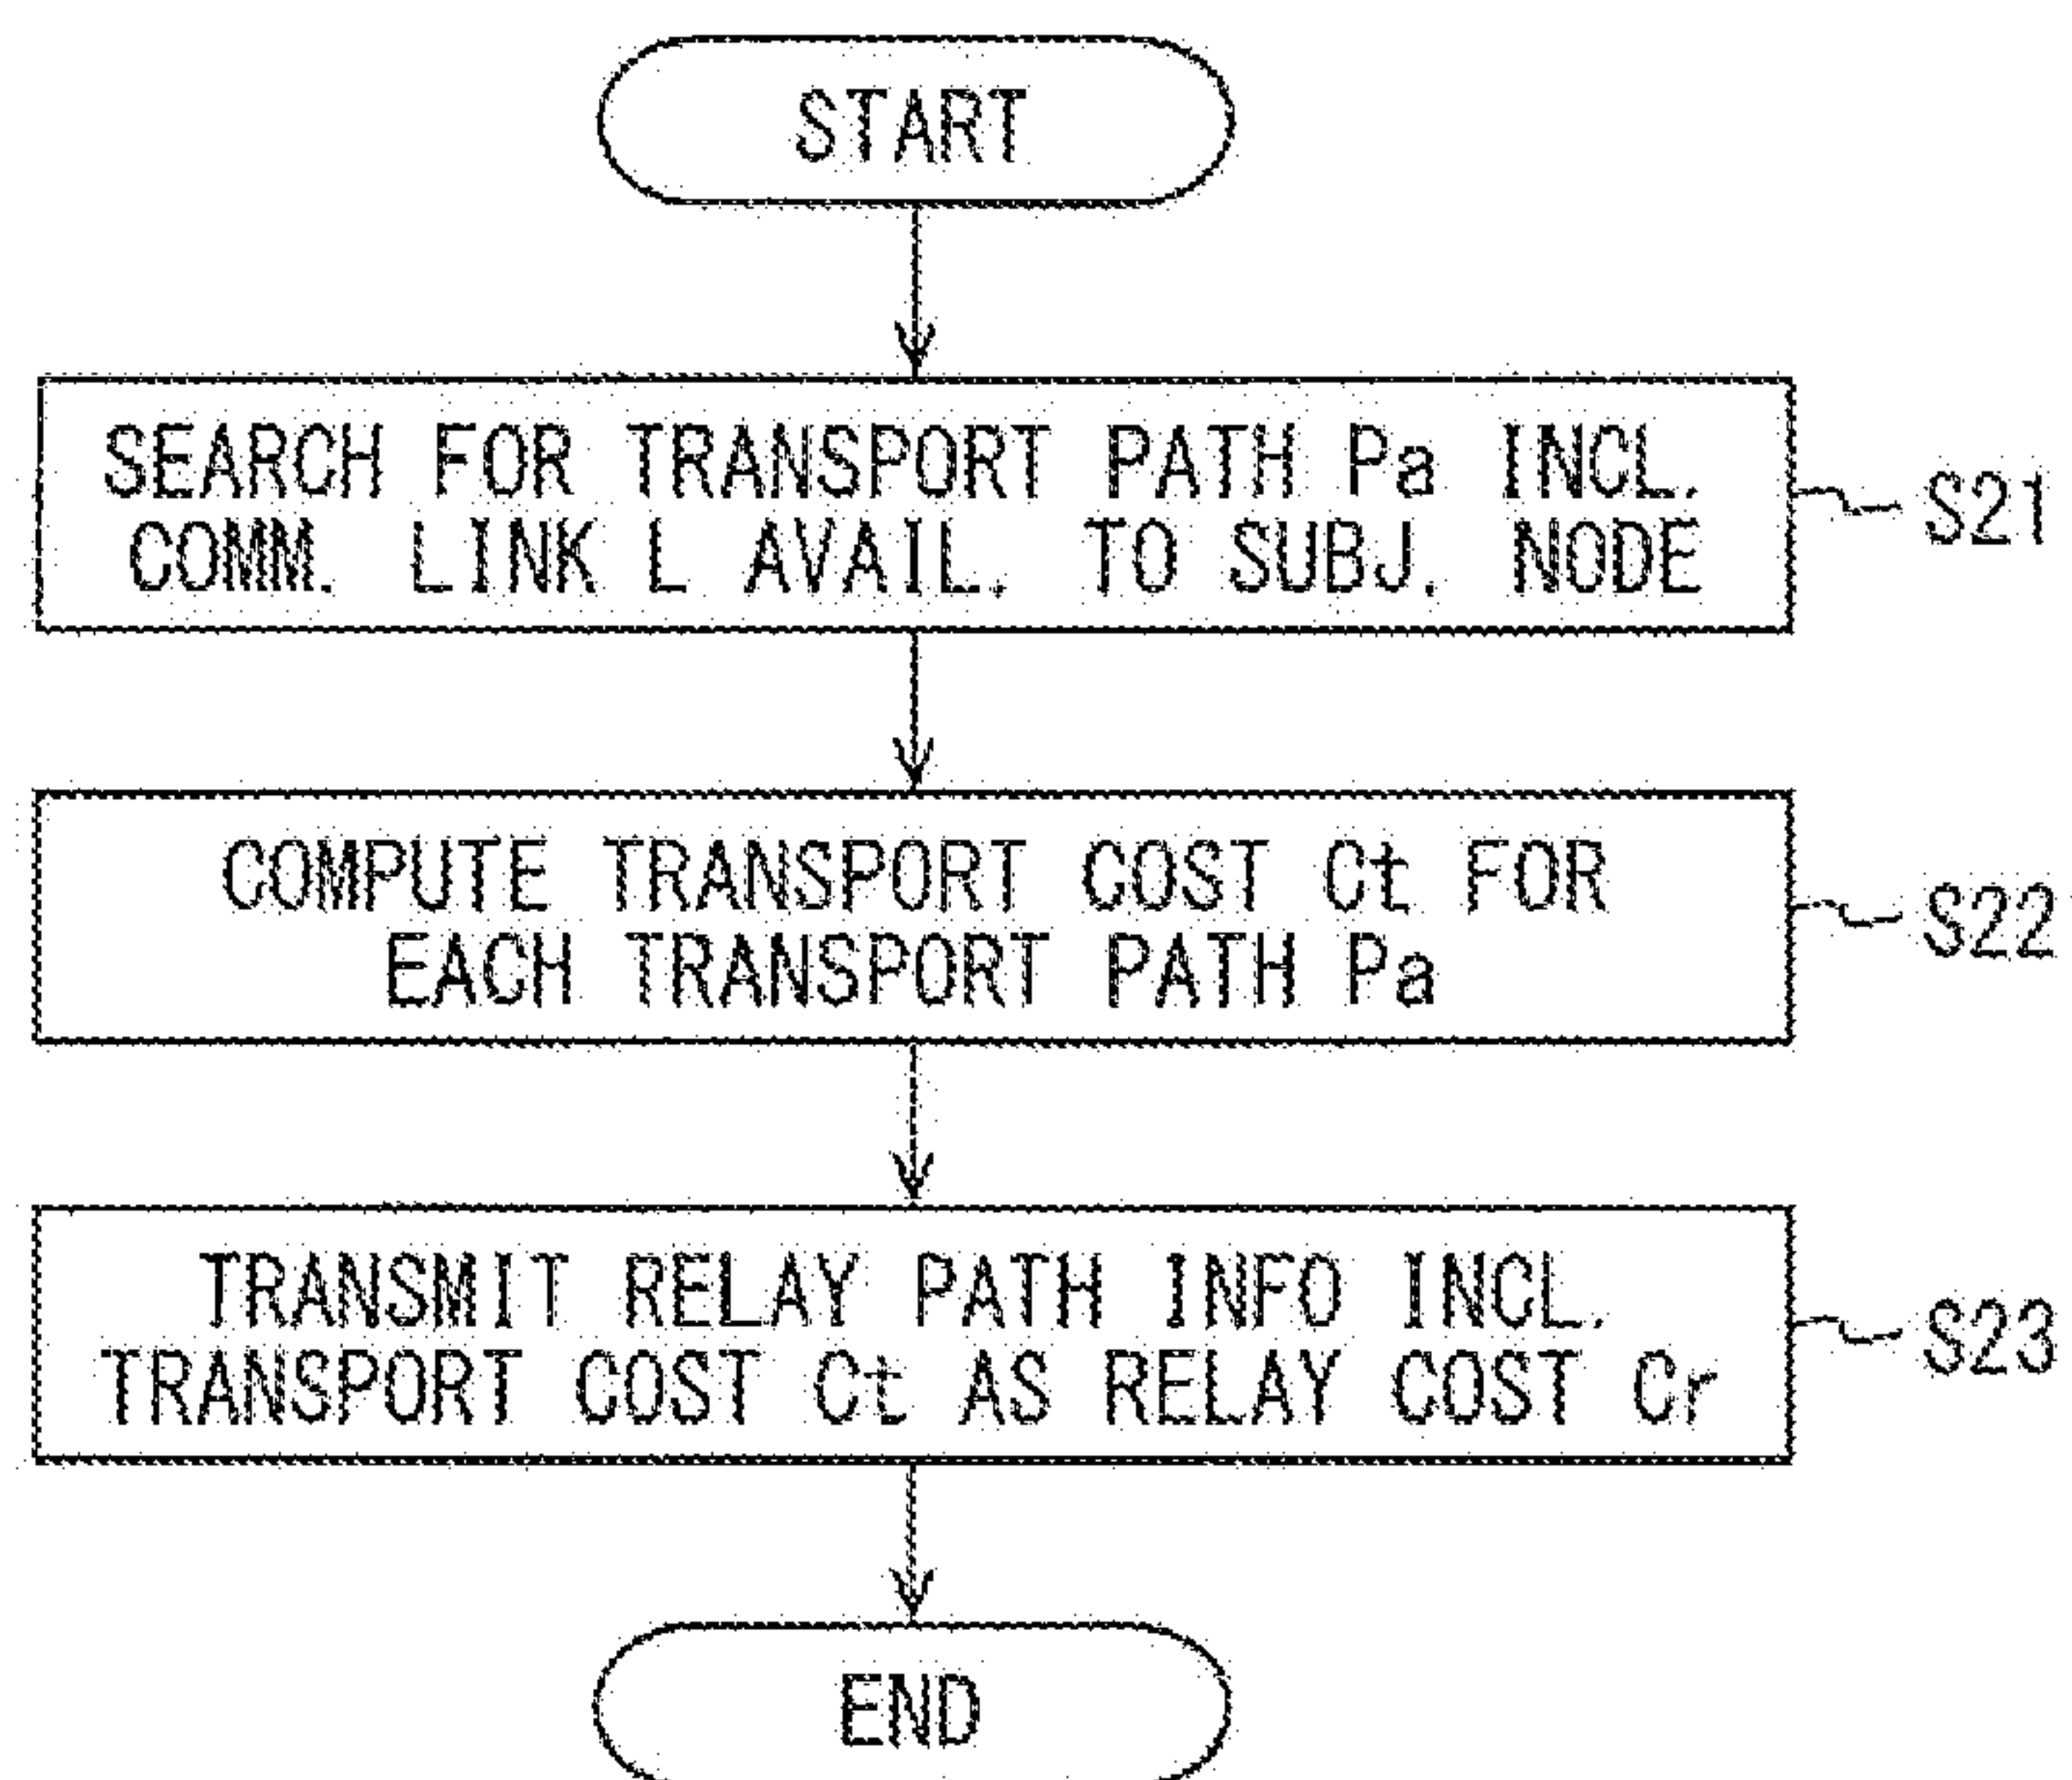 START
SEARCH FOR TRANSPORT PATH Pa INCL.
COMM. LINK L AVAIL. TO SUBJ. NODE
S21
COMPUTE TRANSPORT COST Ct FOR
EACH TRANSPORT PATH Pa
S22
TRANSMIT RELAY PATH INFO INCL.
TRANSPORT COST Ct AS RELAY COST Cr
S23
END